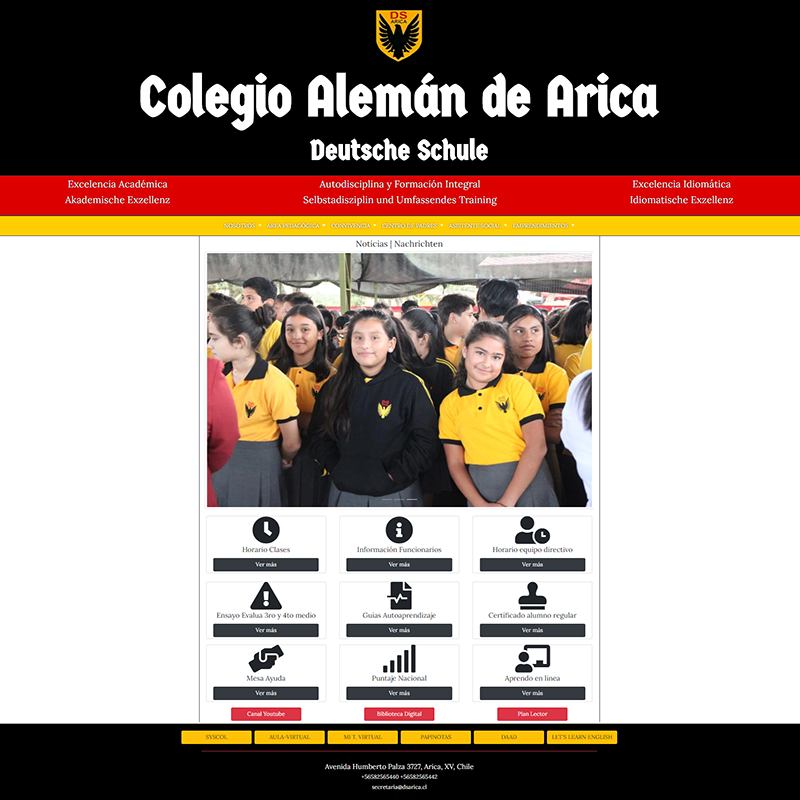 DS
ARICA
Colegio Alemán de Arica
Deutsche Schule
Excelencia Académica Autodisciplina y Formación Integral Excelencia Idiomática
Akademische Exzellenz Selbstadisziplin und Umfassendes Training Idiomatische Exzellenz
NOSOTROS ÁREA PEDAGÓGICA CONVIVENCIA CENTRO DE PADRES ASISTENTE SOCIAL EMPRENDIMIENTOS
Noticias | Nachrichten
Horario Clases Información Funcionarios Horario equipo directivo
Ver más Ver más Ver más
Ensayo Evalua 3ro y 4to medio Guias Autoaprendizaje Certificado alumno regular
Ver más Ver más Ver más
Mesa Ayuda Puntaje Nacional Aprendo en linea
Ver más Ver más Ver más
Canal Youtube Biblioteca Digital Plan Lector
SYSCOL AULA-VIRTUAL MI T. VIRTUAL PAPINOTAS DAAD LET'S LEARN ENGLISH
Avenida Humberto Palza 3727, Arica, XV, Chile
+56582565440 +56582565442
secretaria@dsarica.cl